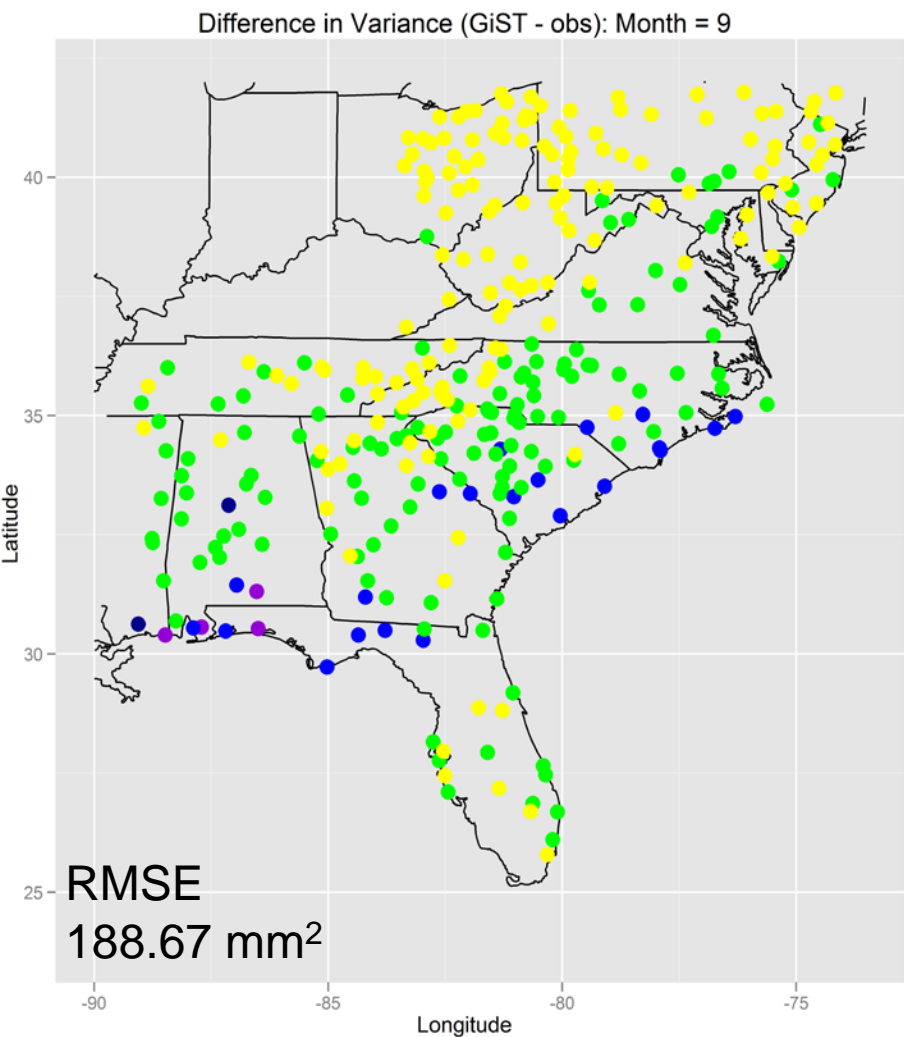 Difference in Variance (GiST - obs): Month = 9
40
35
30
25
Latitude
RMSE
188.67 mm²
-90 -85 -80 -75
Longitude